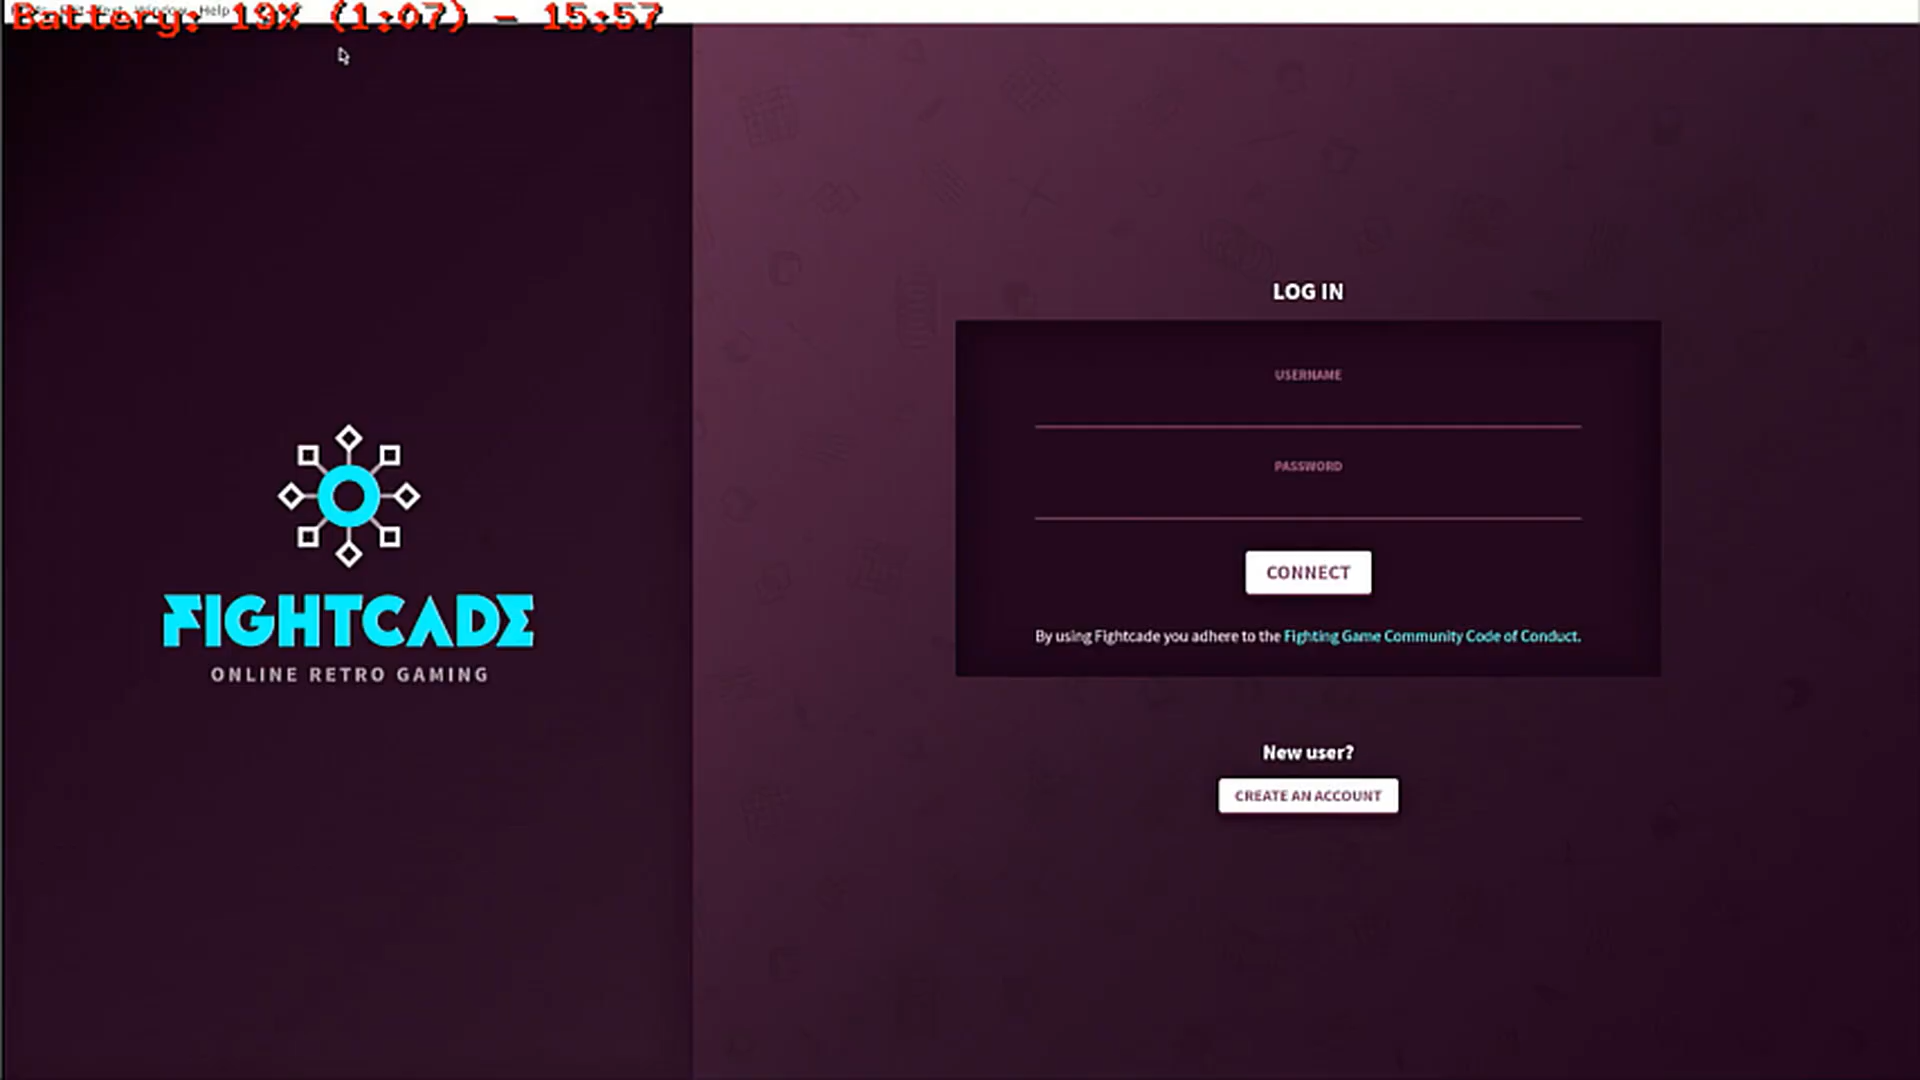 Battery: 19% (1:07) - 15:57
Window Help
LOG IN
USERNAME
PASSWORD
CONNECT
By using Fightcade you adhere to the Fighting Game Community Code of Conduct.
FIGHTCADE
ONLINE RETRO GAMING
New user?
CREATE AN ACCOUNT